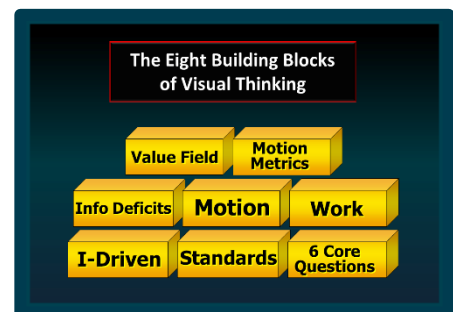 The Eight Building Blocks
of Visual Thinking
Value Field
Motion
Metrics
Info Deficits
Motion
Work
I-Driven
Standards
6 Core
Questions